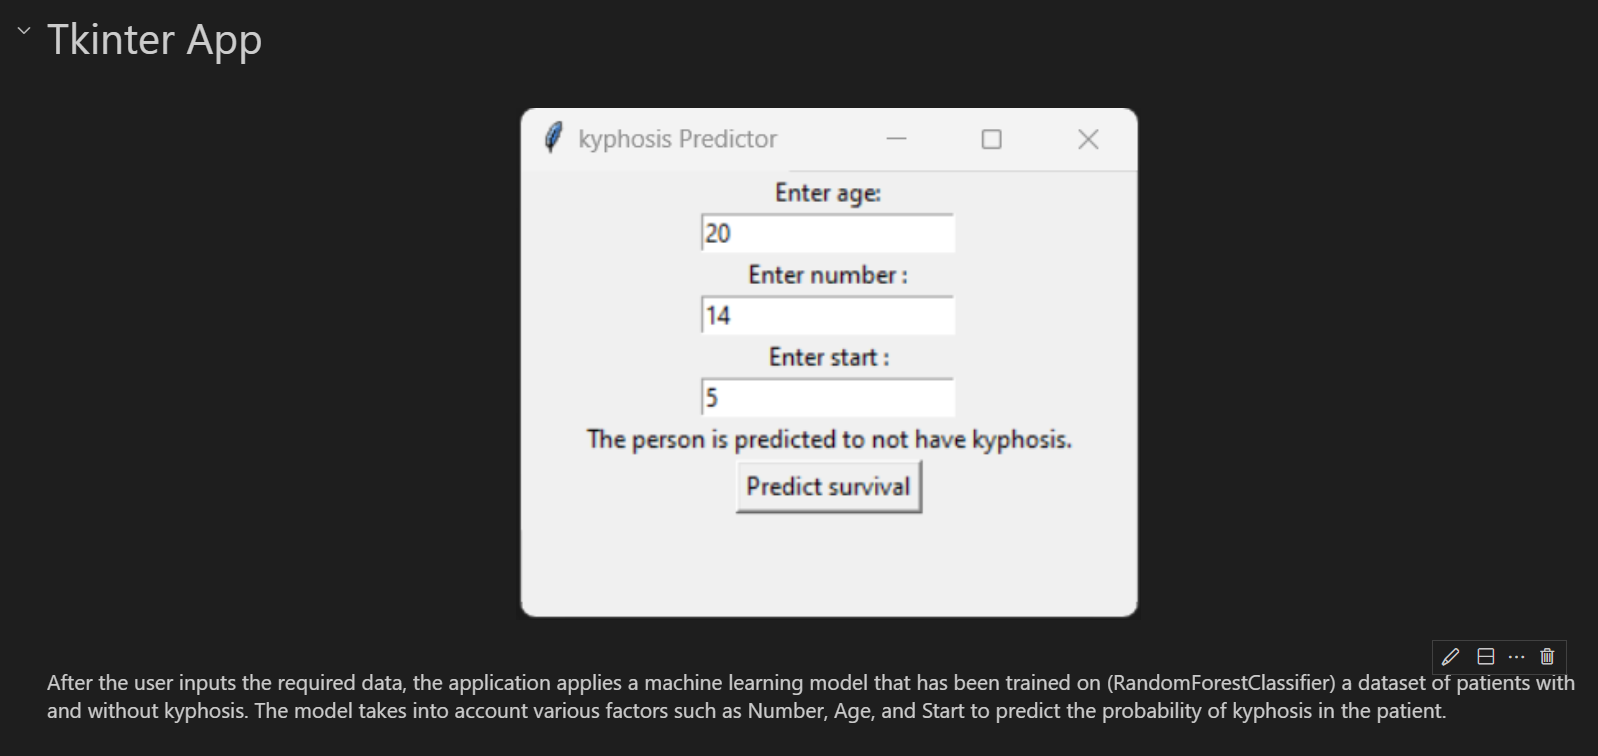 Tkinter App
kyphosis Predictor
Enter age:
20
Enter number :
14
Enter start :
5
The person is predicted to not have kyphosis.
Predict survival
After the user inputs the required data, the application applies a machine learning model that has been trained on (RandomForestClassifier) a dataset of patients with
and without kyphosis. The model takes into account various factors such as Number, Age, and Start to predict the probability of kyphosis in the patient.